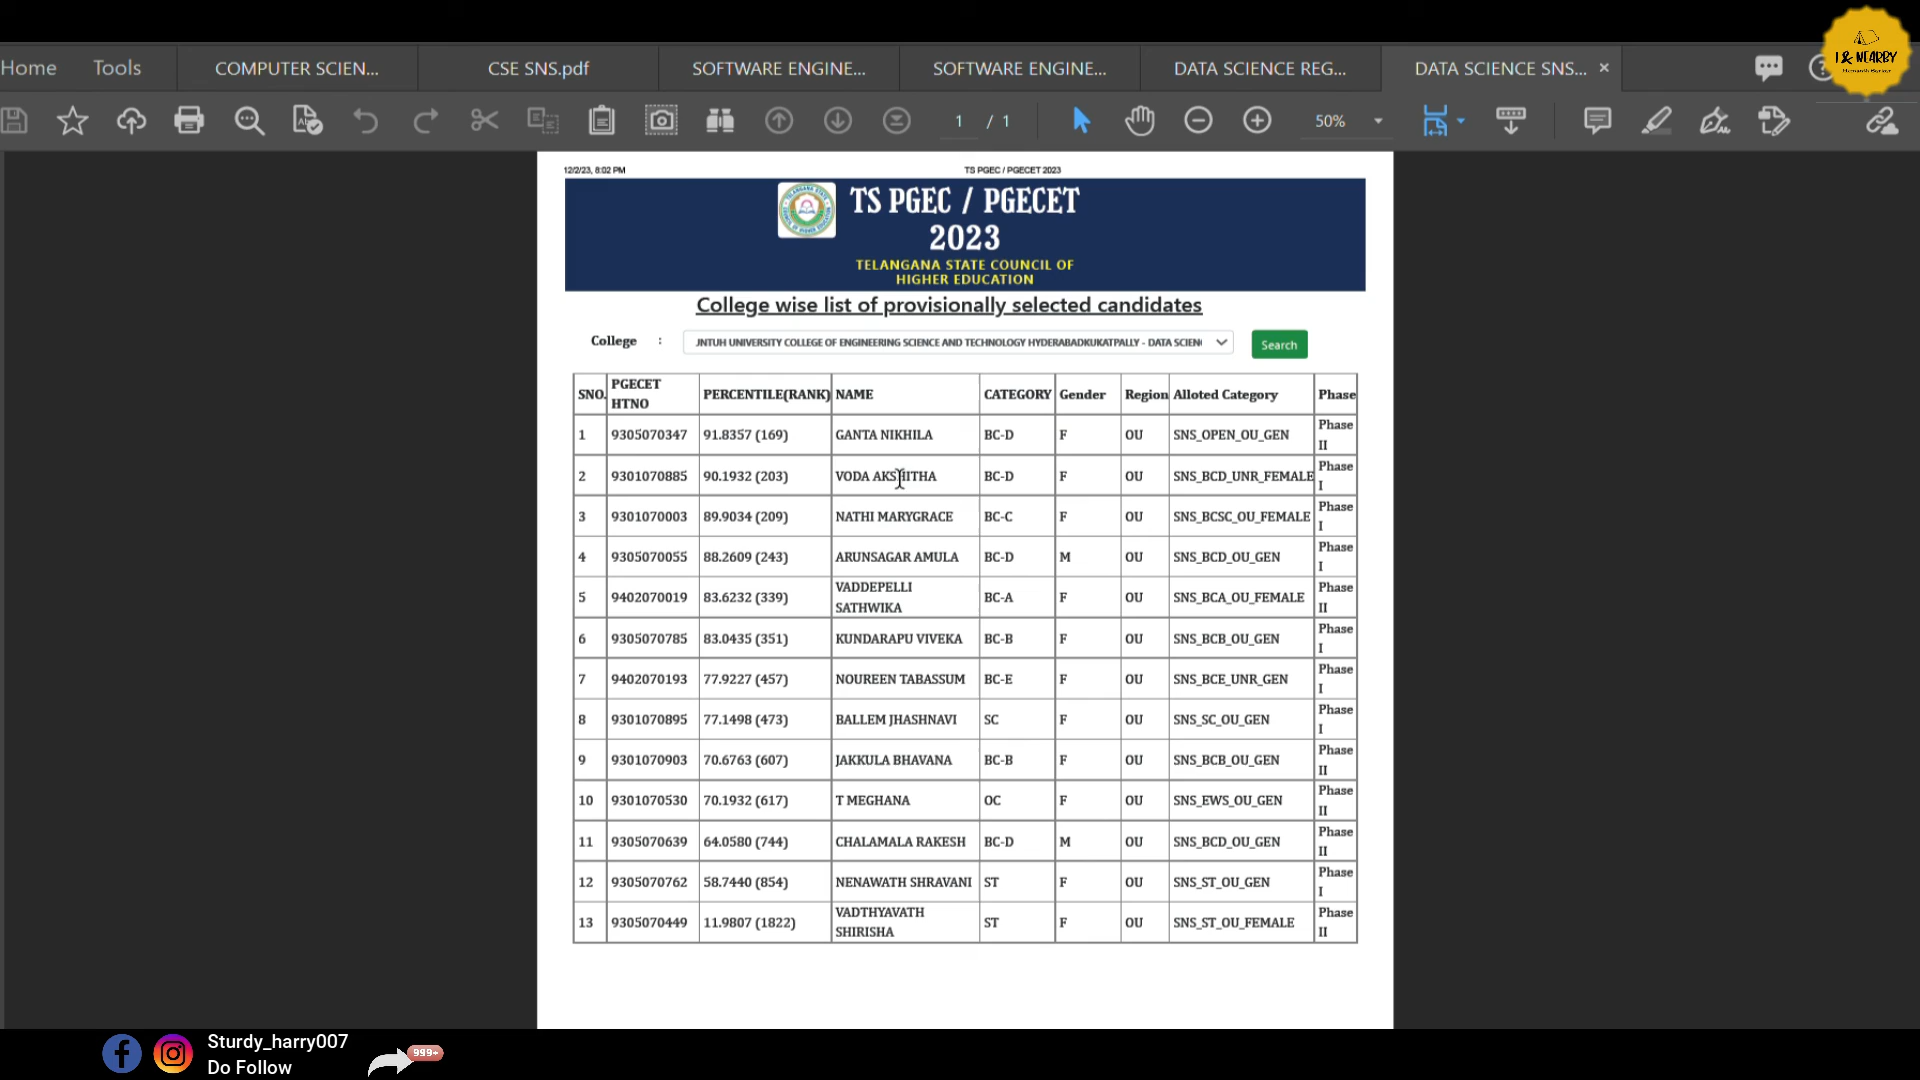 Home Tools COMPUTER SCIEN... CSE SNS.pdf SOFTWARE ENGINE... SOFTWARE ENGINE... DATA SCIENCE REG... DATA SCIENCE SNS... ×
1 / 1 50%
I & NEARBY
12/2/23, 8:02 PM TS PGEC / PGECET 2023
TS PGEC / PGECET
2023
TELANGANA STATE COUNCIL OF
HIGHER EDUCATION
College wise list of provisionally selected candidates
College : JNTUH UNIVERSITY COLLEGE OF ENGINEERING SCIENCE AND TECHNOLOGY HYDERABADKUKATPALLY - DATA SCIEN Search
SNO. PGECET HTNO PERCENTILE(RANK) NAME CATEGORY Gender Region Alloted Category Phase
1 9305070347 91.8357 (169) GANTA NIKHILA BC-D F OU SNS_OPEN_OU_GEN Phase II
2 9301070885 90.1932 (203) VODA AKSHITHA BC-D F OU SNS_BCD_UNR_FEMALE Phase I
3 9301070003 89.9034 (209) NATHI MARYGRACE BC-C F OU SNS_BCSC_OU_FEMALE Phase I
4 9305070055 88.2609 (243) ARUNSAGAR AMULA BC-D M OU SNS_BCD_OU_GEN Phase I
5 9402070019 83.6232 (339) VADDEPELLI SATHWIKA BC-A F OU SNS_BCA_OU_FEMALE Phase II
6 9305070785 83.0435 (351) KUNDARAPU VIVEKA BC-B F OU SNS_BCB_OU_GEN Phase I
7 9402070193 77.9227 (457) NOUREEN TABASSUM BC-E F OU SNS_BCE_UNR_GEN Phase I
8 9301070895 77.1498 (473) BALLEM JHASHNAVI SC F OU SNS_SC_OU_GEN Phase I
9 9301070903 70.6763 (607) JAKKULA BHAVANA BC-B F OU SNS_BCB_OU_GEN Phase II
10 9301070530 70.1932 (617) T MEGHANA OC F OU SNS_EWS_OU_GEN Phase II
11 9305070639 64.0580 (744) CHALAMALA RAKESH BC-D M OU SNS_BCD_OU_GEN Phase II
12 9305070762 58.7440 (854) NENAWATH SHRAVANI ST F OU SNS_ST_OU_GEN Phase I
13 9305070449 11.9807 (1822) VADTHYAVATH SHIRISHA ST F OU SNS_ST_OU_FEMALE Phase II
Sturdy_harry007
Do Follow
999+